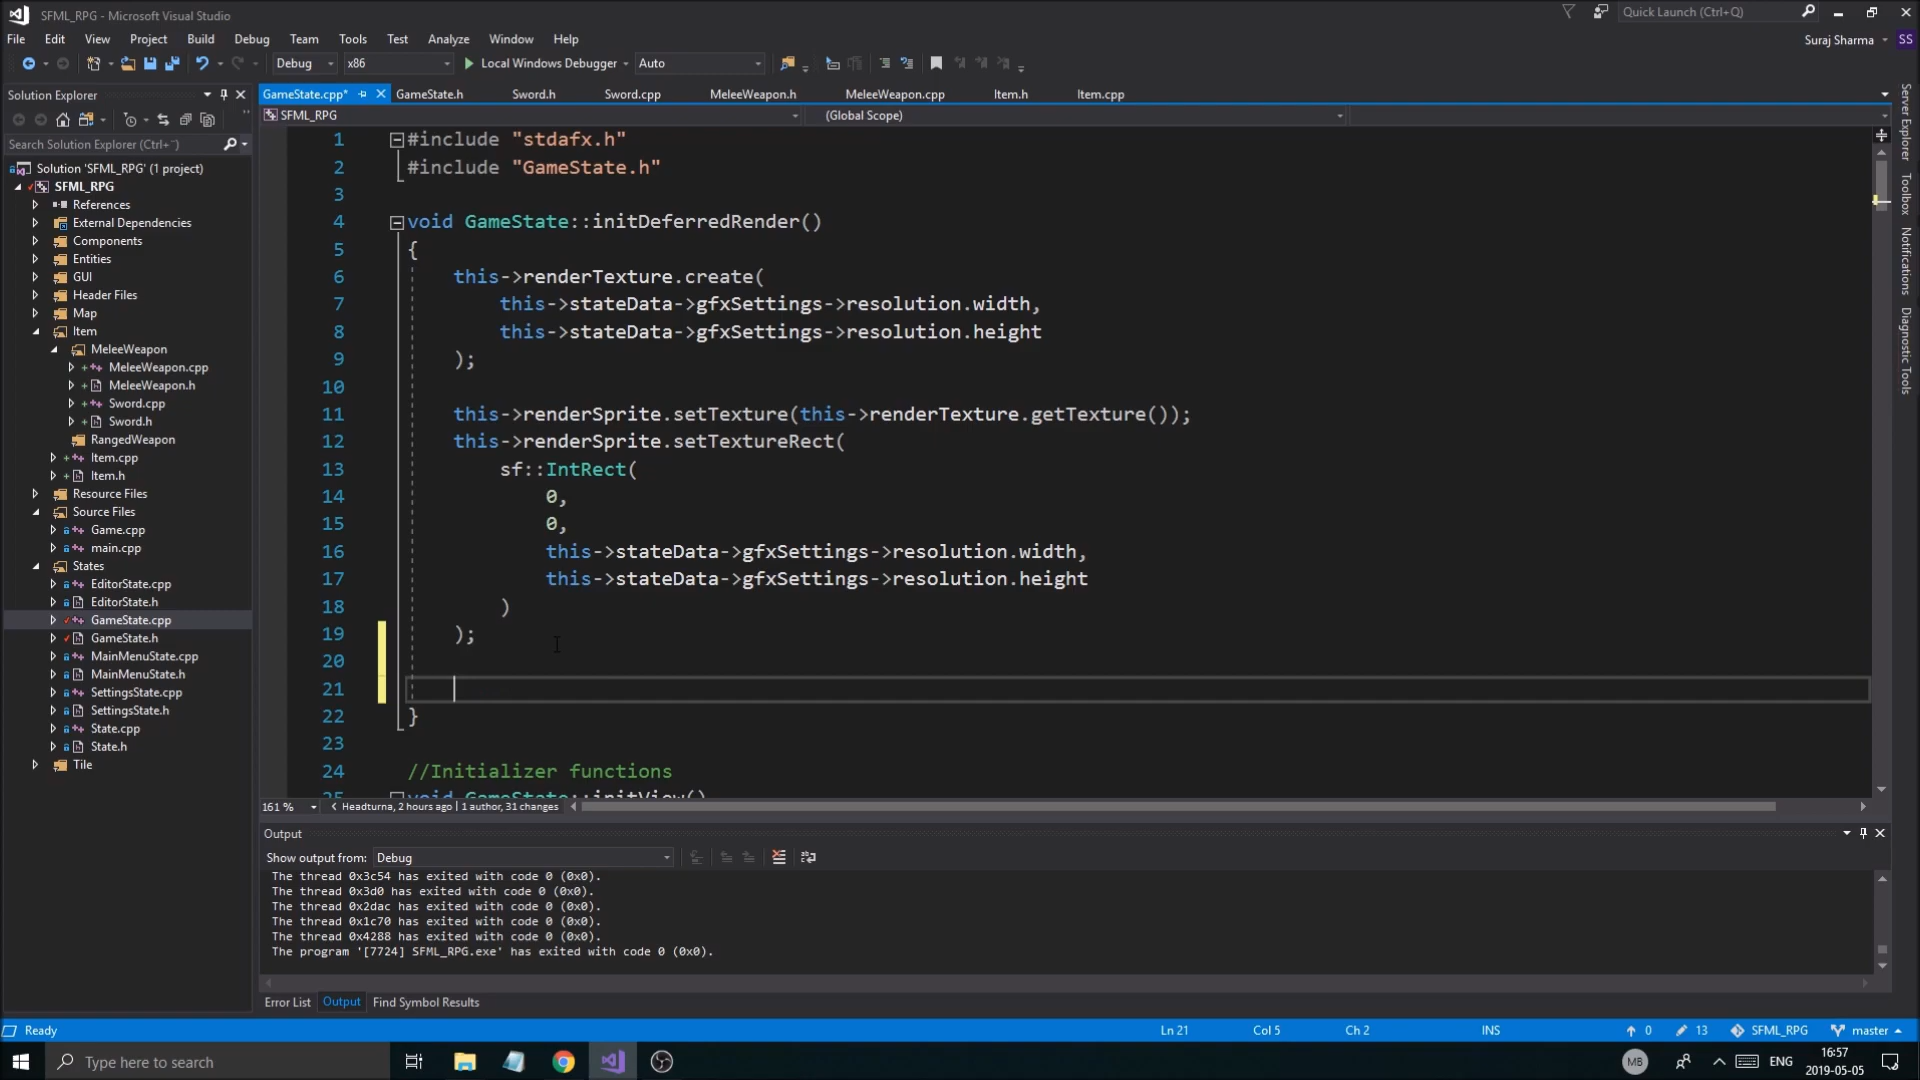 SFML_RPG - Microsoft Visual Studio
Quick Launch (Ctrl+Q)
File Edit View Project Build Debug Team Tools Test Analyze Window Help
Suraj Sharma SS
Debug x86 Local Windows Debugger Auto
Solution Explorer
GameState.cpp* GameState.h Sword.h Sword.cpp MeleeWeapon.h MeleeWeapon.cpp Item.h Item.cpp
SFML_RPG (Global Scope)
Search Solution Explorer (Ctrl+¨)
Solution 'SFML_RPG' (1 project)
SFML_RPG
References
External Dependencies
Components
Entities
GUI
Header Files
Map
Item
MeleeWeapon
MeleeWeapon.cpp
MeleeWeapon.h
Sword.cpp
Sword.h
RangedWeapon
Item.cpp
Item.h
Resource Files
Source Files
Game.cpp
main.cpp
States
EditorState.cpp
EditorState.h
GameState.cpp
GameState.h
MainMenuState.cpp
MainMenuState.h
SettingsState.cpp
SettingsState.h
State.cpp
State.h
Tile
1 #include "stdafx.h"
2 #include "GameState.h"
3
4 void GameState::initDeferredRender()
5 {
6 this->renderTexture.create(
7 this->stateData->gfxSettings->resolution.width,
8 this->stateData->gfxSettings->resolution.height
9 );
10
11 this->renderSprite.setTexture(this->renderTexture.getTexture());
12 this->renderSprite.setTextureRect(
13 sf::IntRect(
14 0,
15 0,
16 this->stateData->gfxSettings->resolution.width,
17 this->stateData->gfxSettings->resolution.height
18 )
19 );
20
21
22 }
23
24 //Initializer functions
25 void GameState::initView()
Server Explorer
Toolbox
Notifications
Diagnostic Tools
161 % Headturna, 2 hours ago | 1 author, 31 changes
Output
Show output from: Debug
The thread 0x3c54 has exited with code 0 (0x0).
The thread 0x3d0 has exited with code 0 (0x0).
The thread 0x2dac has exited with code 0 (0x0).
The thread 0x1c70 has exited with code 0 (0x0).
The thread 0x4288 has exited with code 0 (0x0).
The program '[7724] SFML_RPG.exe' has exited with code 0 (0x0).
Error List Output Find Symbol Results
Ready Ln 21 Col 5 Ch 2 INS 0 13 SFML_RPG master
Type here to search
MB ENG 16:57
2019-05-05